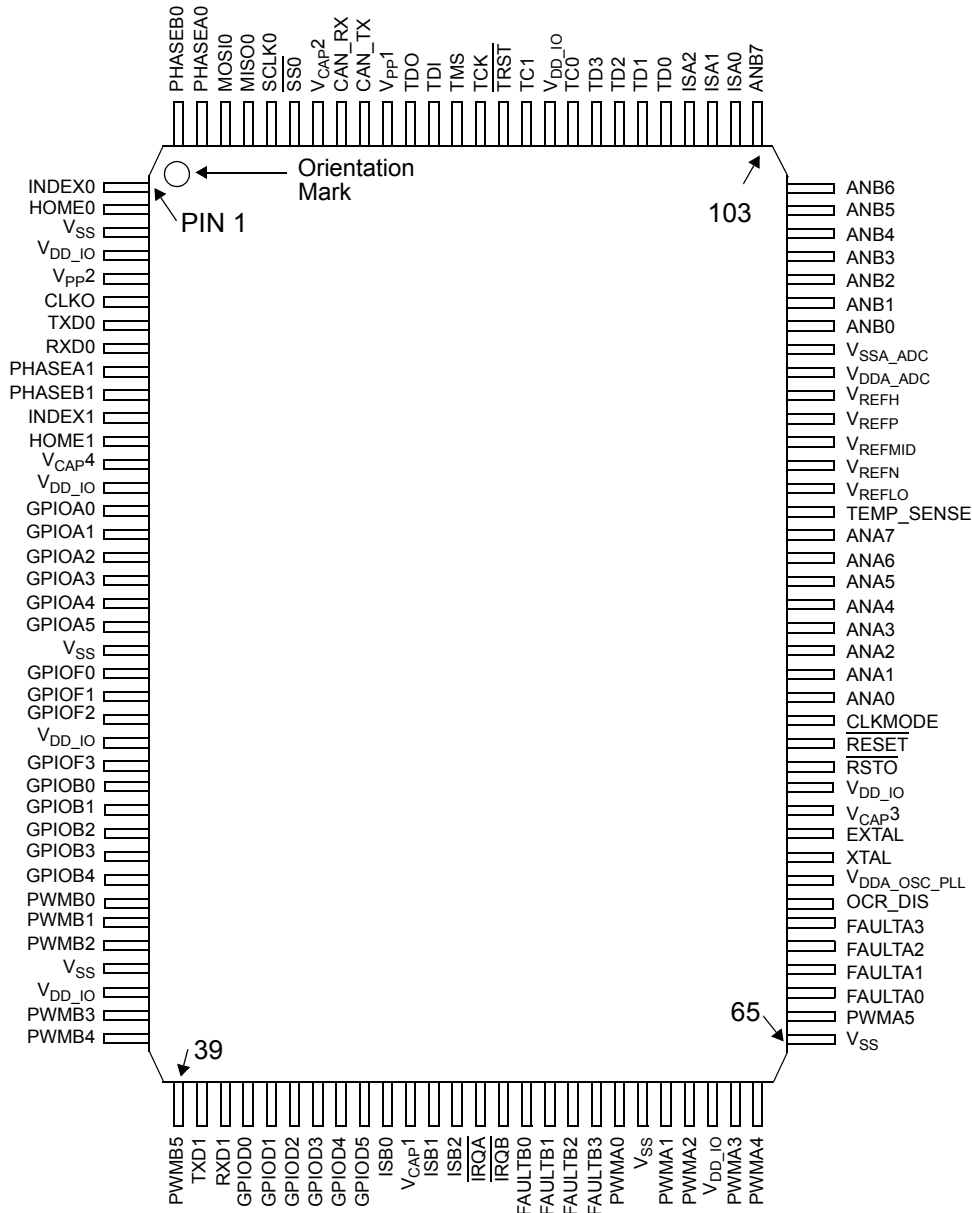 PHASEB0
PHASEA0
MOSI0
MISO0
SCLK0
SS0
VCAP2
CAN_RX
CAN_TX
VPP1
TDO
TDI
TMS
TCK
TRST
TC1
VDD_IO
TC0
TD3
TD2
TD1
TD0
ISA2
ISA1
ISA0
ANB7
Orientation
Mark
PIN 1
103
INDEX0
HOME0
VSS
VDD_IO
VPP2
CLKO
TXD0
RXD0
PHASEA1
PHASEB1
INDEX1
HOME1
VCAP4
VDD_IO
GPIOA0
GPIOA1
GPIOA2
GPIOA3
GPIOA4
GPIOA5
VSS
GPIOF0
GPIOF1
GPIOF2
VDD_IO
GPIOF3
GPIOB0
GPIOB1
GPIOB2
GPIOB3
GPIOB4
PWMB0
PWMB1
PWMB2
VSS
VDD_IO
PWMB3
PWMB4
ANB6
ANB5
ANB4
ANB3
ANB2
ANB1
ANB0
VSSA_ADC
VDDA_ADC
VREFH
VREFP
VREFMID
VREFN
VREFLO
TEMP_SENSE
ANA7
ANA6
ANA5
ANA4
ANA3
ANA2
ANA1
ANA0
CLKMODE
RESET
RSTO
VDD_IO
VCAP3
EXTAL
XTAL
VDDA_OSC_PLL
OCR_DIS
FAULTA3
FAULTA2
FAULTA1
FAULTA0
PWMA5
VSS
39
65
PWMB5
TXD1
RXD1
GPIOD0
GPIOD1
GPIOD2
GPIOD3
GPIOD4
GPIOD5
ISB0
VCAP1
ISB1
ISB2
IRQA
IRQB
FAULTB0
FAULTB1
FAULTB2
FAULTB3
PWMA0
VSS
PWMA1
PWMA2
VDD_IO
PWMA3
PWMA4